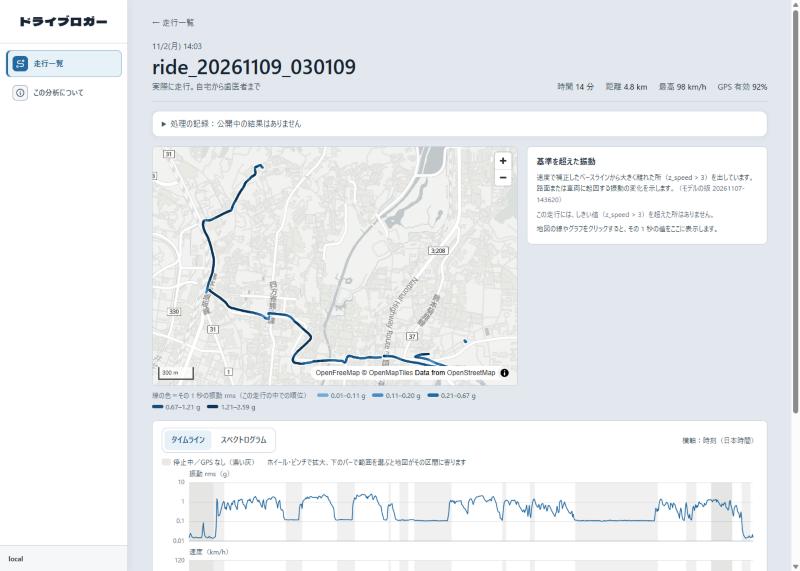 ドライブロガー
走行一覧
この分析について
local
← 走行一覧
11/2(月) 14:03
ride_20261109_030109
実際に走行。自宅から歯医者まで
時間 14 分 距離 4.8 km 最高 98 km/h GPS 有効 92%
▶ 処理の記録：公開中の結果はありません
31
330
31
3;208
37
National Highway Route
300 m
+
−
OpenFreeMap © OpenMapTiles Data from OpenStreetMap
基準を超えた振動
速度で補正したベースラインから大きく離れた所（z_speed > 3）を出しています。
路面または車両に起因する振動の変化を示します。（モデルの版 20261107-
143620）
この走行には、しきい値（z_speed > 3）を超えた所はありません。
地図の線やグラフをクリックすると、その 1 秒の値をここに表示します。
線の色＝その 1 秒の振動 rms（この走行の中での順位） 0.01–0.11 g 0.11–0.20 g 0.21–0.67 g
0.67–1.21 g 1.21–2.59 g
タイムライン スペクトログラム
横軸：時刻（日本時間）
停止中／GPS なし（濃い灰） ホイール・ピンチで拡大、下のバーで範囲を選ぶと地図がその区間に寄ります
振動 rms（g）
10
1
0.1
0.01
速度（km/h）
120